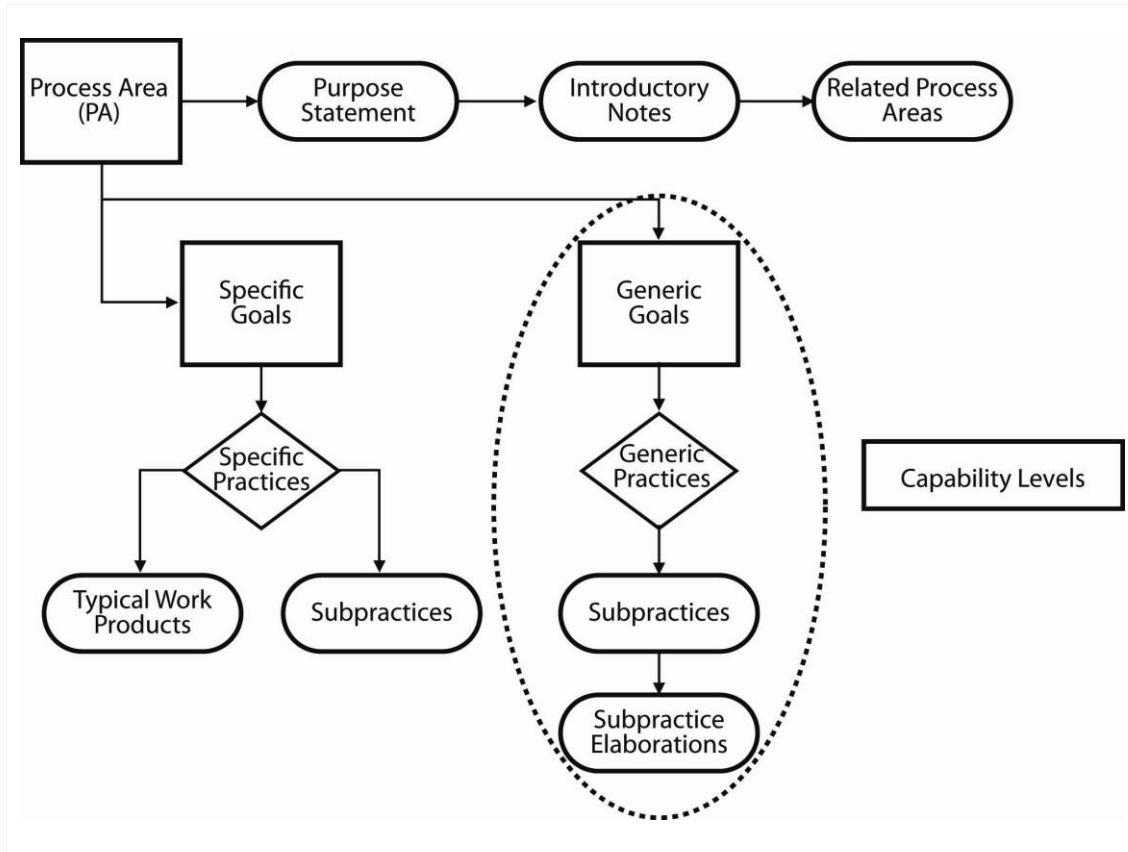 Process Area
(PA)
Purpose
Statement
Introductory
Notes
Related Process
Areas
Specific
Goals
Generic
Goals
Specific
Practices
Generic
Practices
Capability Levels
Typical Work
Products
Subpractices
Subpractices
Subpractice
Elaborations